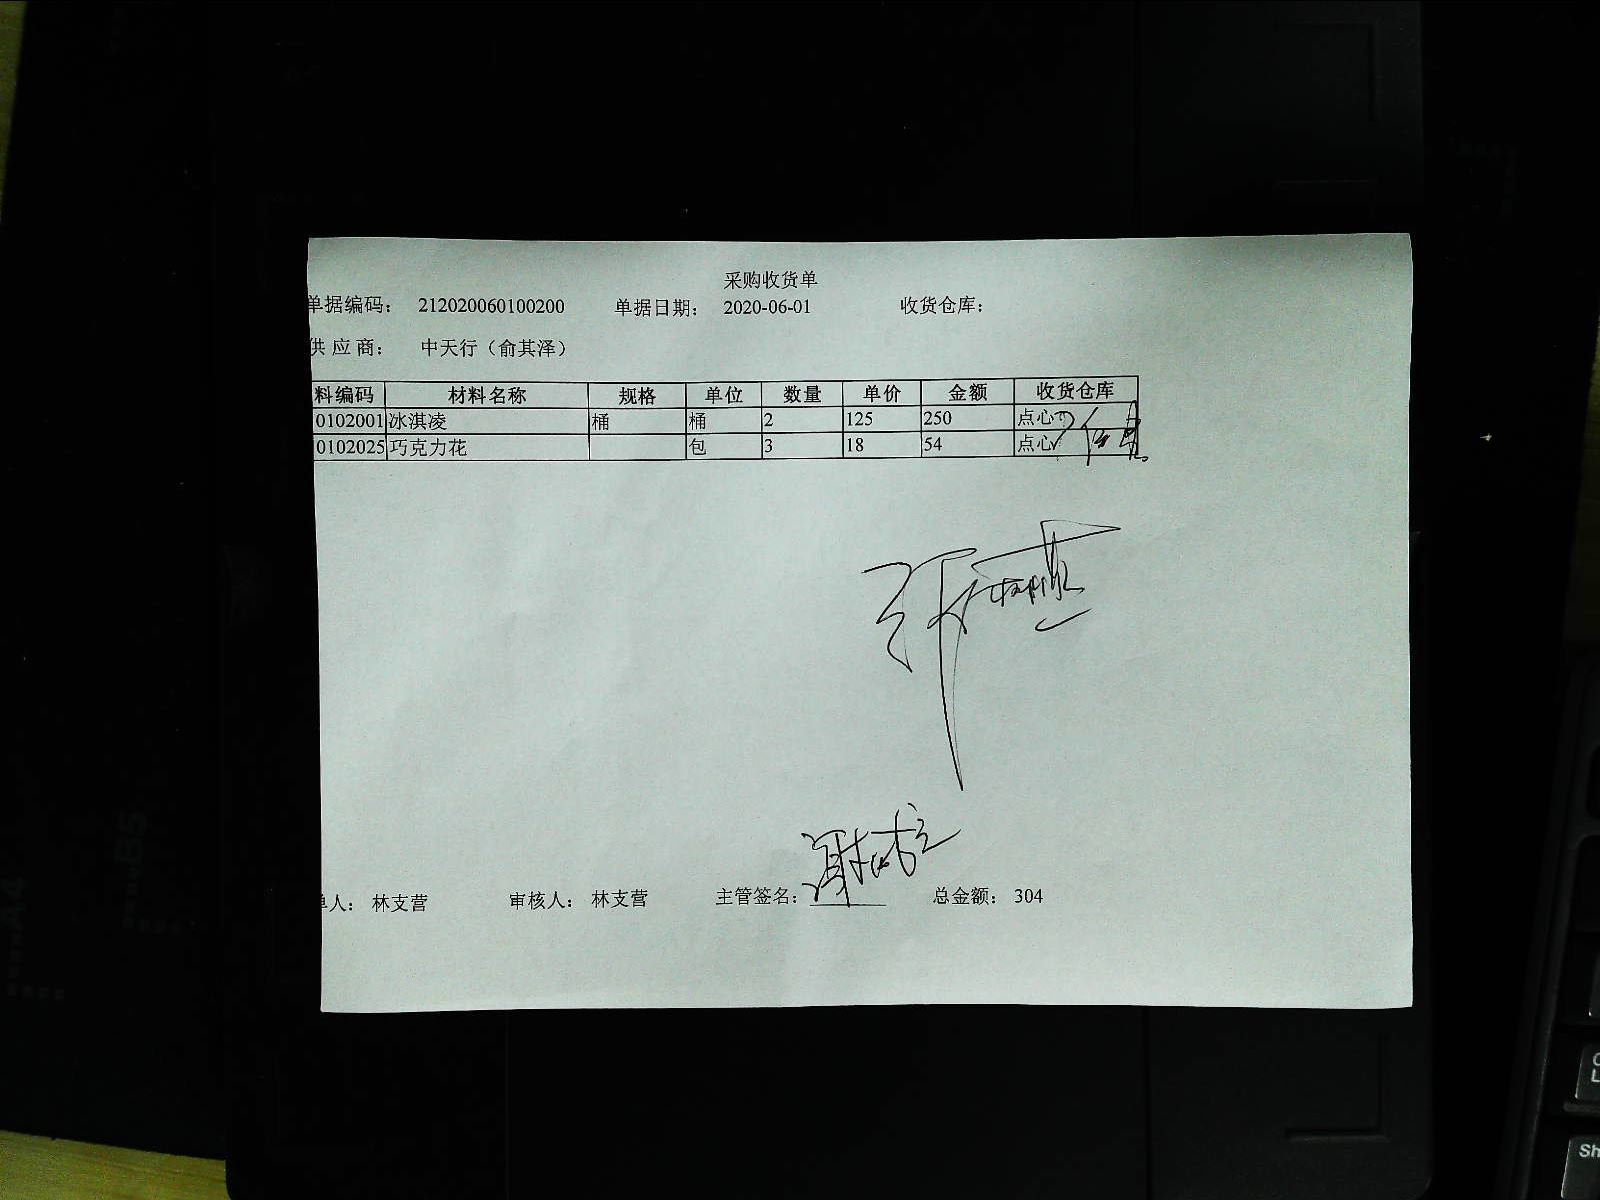 采购收货单
单据编码： 212020060100200 单据日期： 2020-06-01 收货仓库：
供 应 商： 中天行（俞其泽）
料编码 材料名称 规格 单位 数量 单价 金额 收货仓库
0102001 冰淇凌 桶 桶 2 125 250 点心
0102025 巧克力花 包 3 18 54 点心
单人： 林支营 审核人： 林支营 主管签名： 总金额： 304
A4
B5